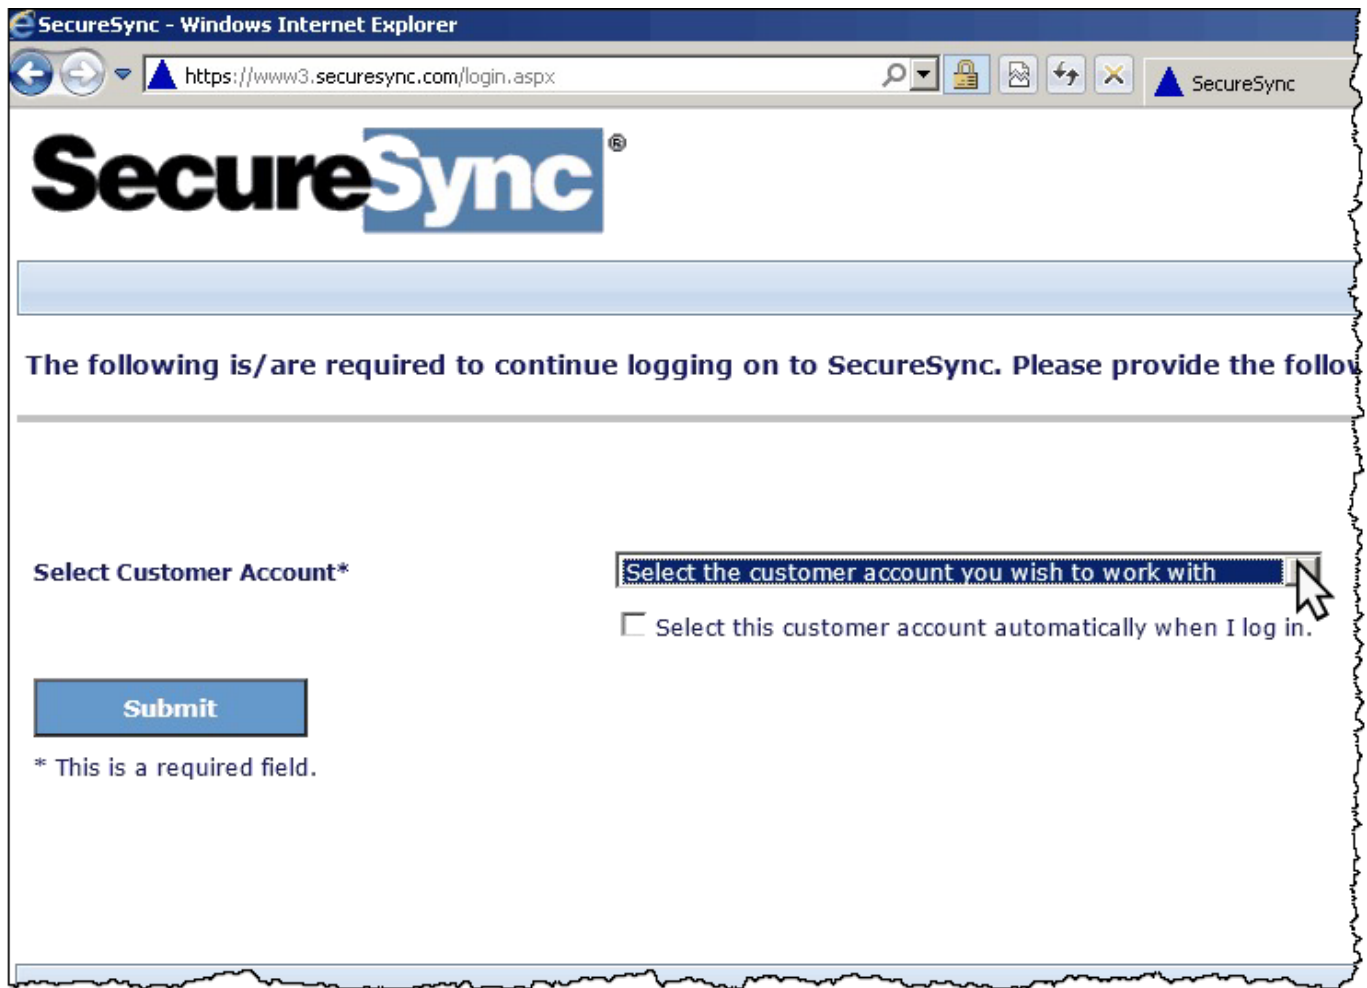 SecureSync - Windows Internet Explorer
https://www3.securesync.com/login.aspx
SecureSync
SecureSync®
The following is/are required to continue logging on to SecureSync. Please provide the
Select Customer Account*
Select the customer account you wish to work with
Select this customer account automatically when I log in.
Submit
* This is a required field.